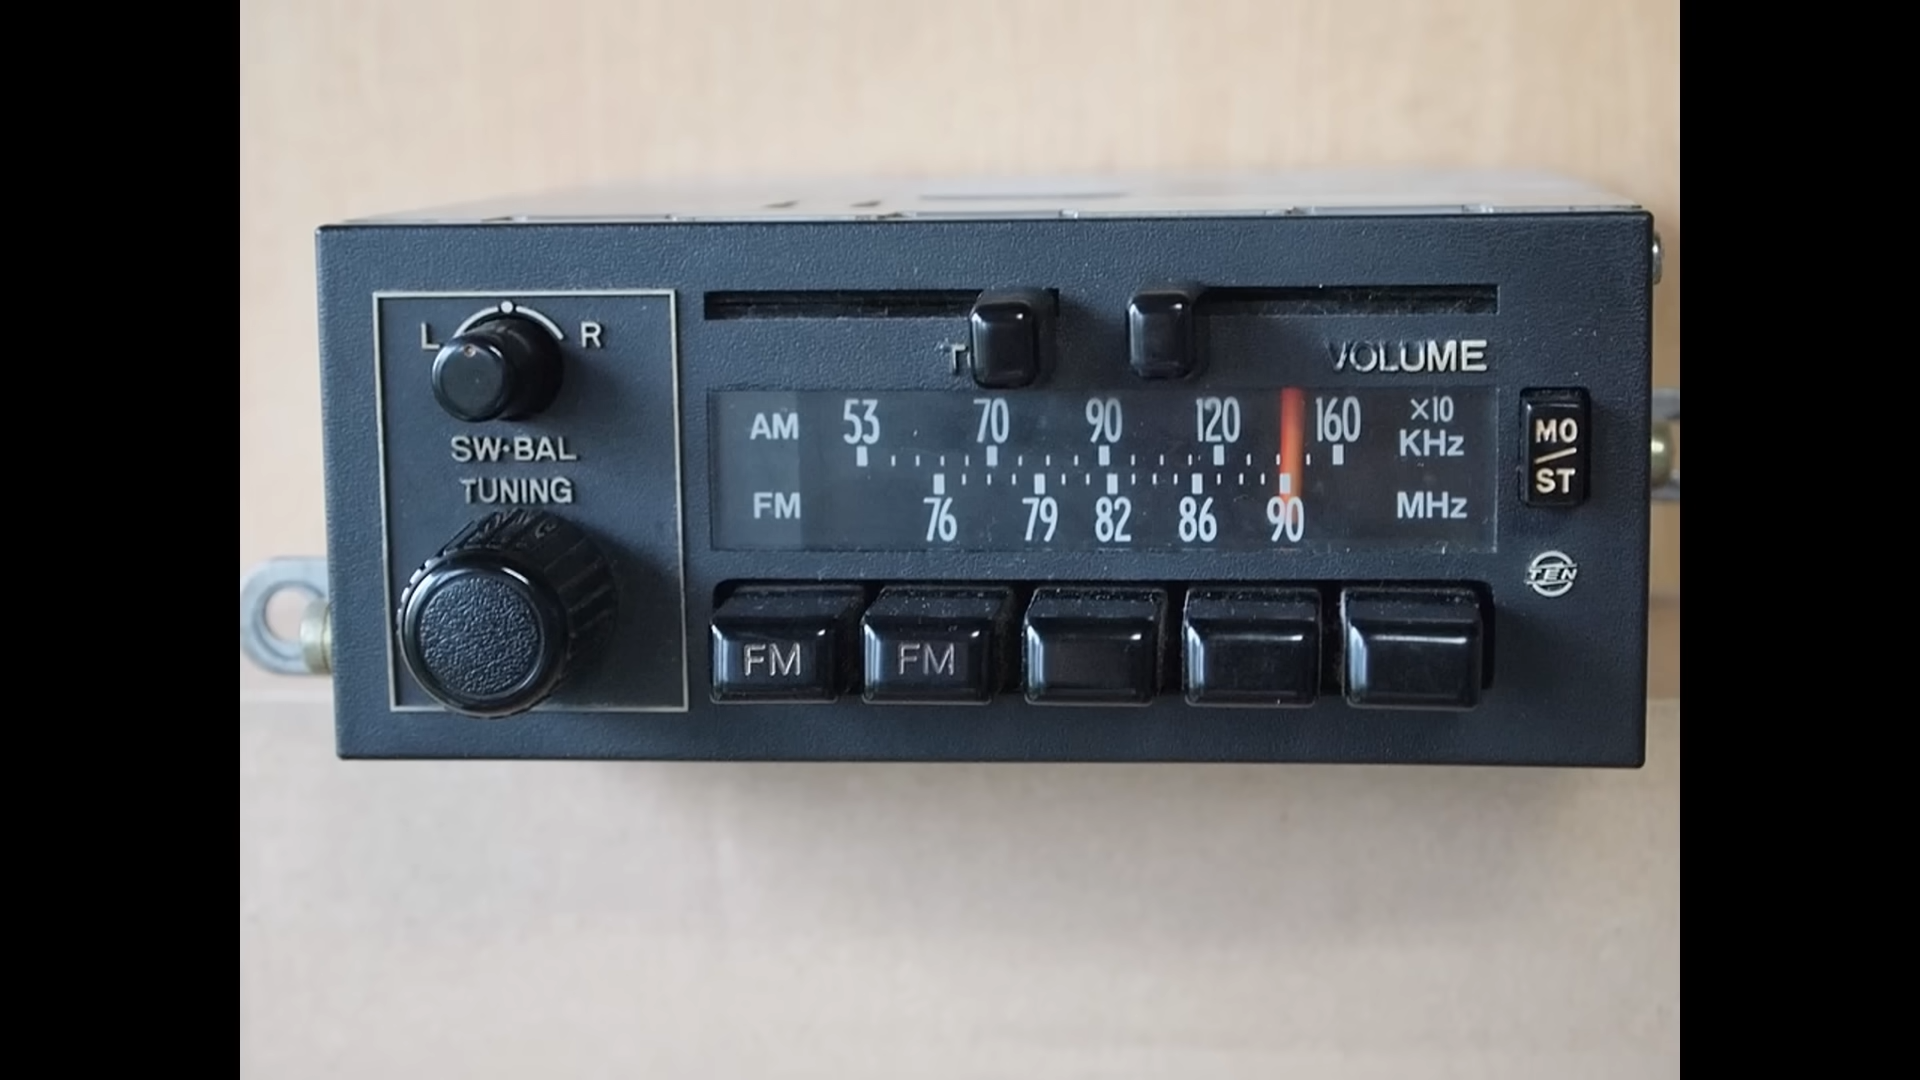 L R
SW·BAL
TUNING
VOLUME
AM 53 70 90 120 160 ×10 KHz
FM 76 79 82 86 90 MHz
MO/ST
TEN
FM FM